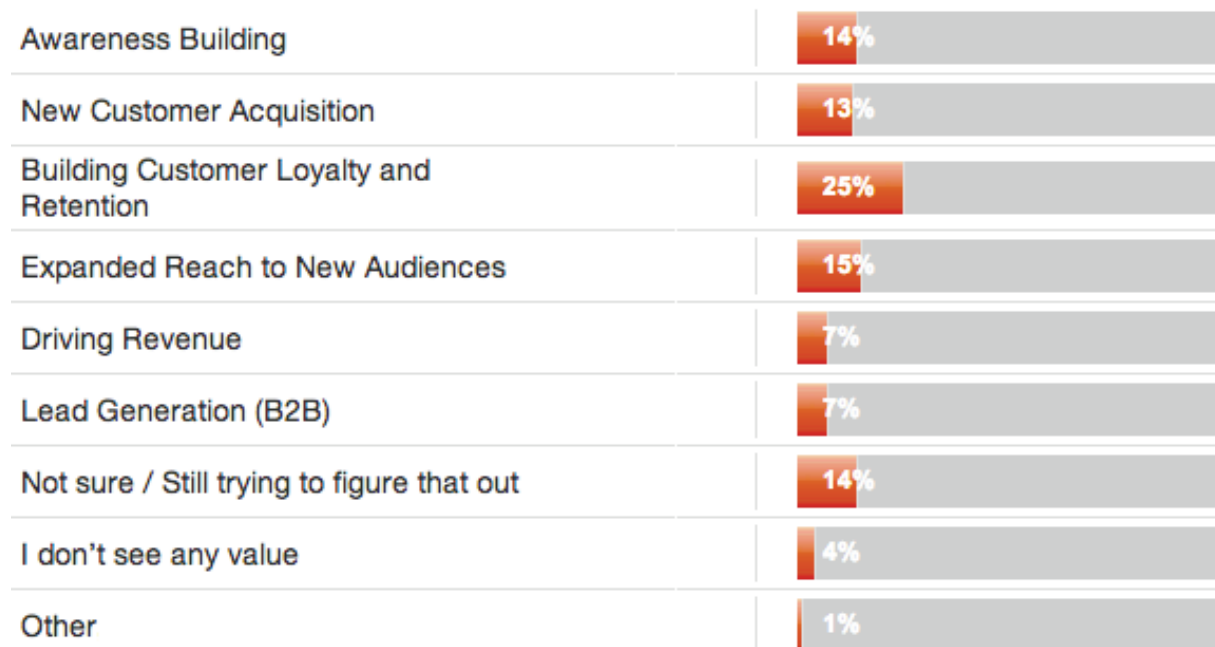 Awareness Building
14%
New Customer Acquisition
13%
Building Customer Loyalty and
Retention
25%
Expanded Reach to New Audiences
15%
Driving Revenue
7%
Lead Generation (B2B)
7%
Not sure / Still trying to figure that out
14%
I don’t see any value
4%
Other
1%